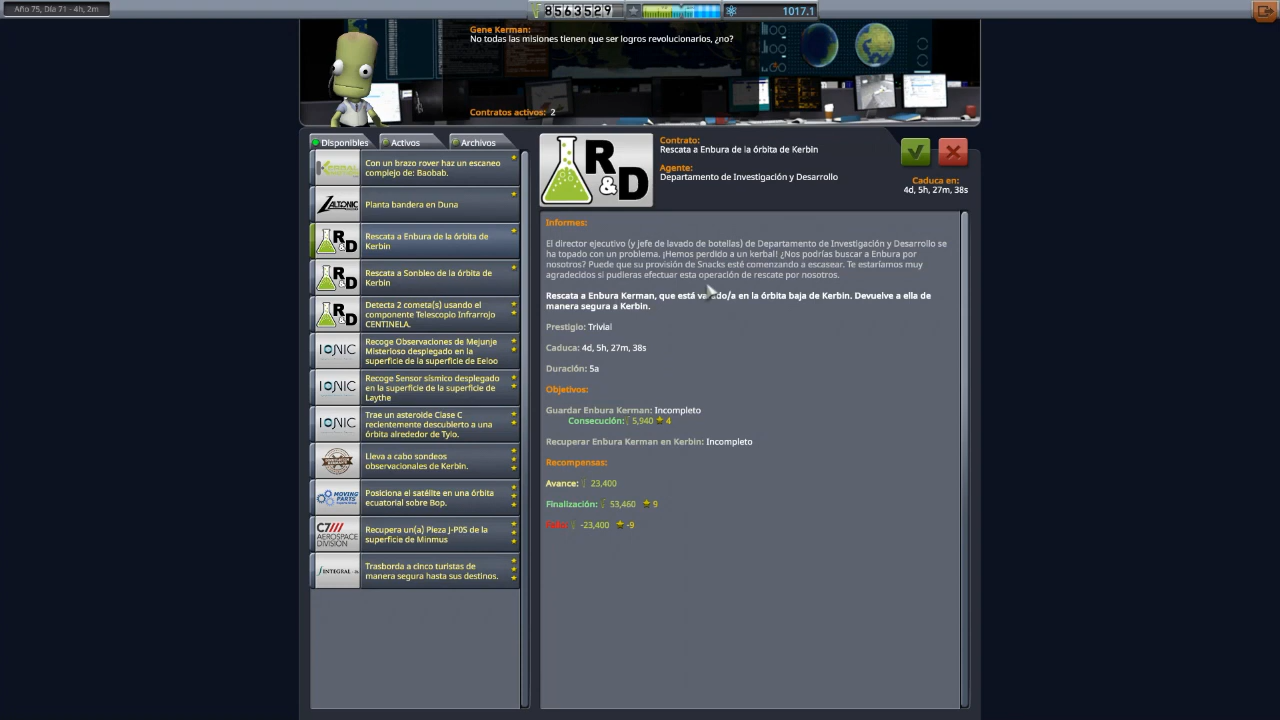 Año 75, Día 71 - 4h, 2m
8563529
1017.1
Gene Kerman:
No todas las misiones tienen que ser logros revolucionarios, ¿no?
Contratos activos: 2
Disponibles
Activos
Archivos
KERBAL
Con un brazo rover haz un escaneo
complejo de: Baobab.
ZALTONIC
Planta bandera en Duna
R&D
Rescata a Enbura de la órbita de
Kerbin
R&D
Rescata a Sonbleo de la órbita de
Kerbin
R&D
Detecta 2 cometa(s) usando el
componente Telescopio Infrarrojo
CENTINELA.
IONIC
Recoge Observaciones de Mejunje
Misterioso desplegado en la
superficie de la superficie de Eeloo
IONIC
Recoge Sensor sísmico desplegado
en la superficie de la superficie de
Laythe
IONIC
Trae un asteroide Clase C
recientemente descubierto a una
órbita alrededor de Tylo.
Lleva a cabo sondeos
observacionales de Kerbin.
MOVING
PARTS
Posiciona el satélite en una órbita
ecuatorial sobre Bop.
C7///
AEROSPACE
DIVISION
Recupera un(a) Pieza J-P0S de la
superficie de Minmus
INTEGRAL
Trasborda a cinco turistas de
manera segura hasta sus destinos.
R&D
Contrato:
Rescata a Enbura de la órbita de Kerbin
Agente:
Departamento de Investigación y Desarrollo
Caduca en:
4d, 5h, 27m, 38s
Informes:
El director ejecutivo (y jefe de lavado de botellas) de Departamento de Investigación y Desarrollo se
ha topado con un problema. ¡Hemos perdido a un kerbal! ¿Nos podrías buscar a Enbura por
nosotros? Puede que su provisión de Snacks esté comenzando a escasear. Te estaríamos muy
agradecidos si pudieras efectuar esta operación de rescate por nosotros.
Rescata a Enbura Kerman, que está en la órbita baja de Kerbin. Devuelve a ella de
manera segura a Kerbin.
Prestigio: Trivial
Caduca: 4d, 5h, 27m, 38s
Duración: 5a
Objetivos:
Guardar Enbura Kerman: Incompleto
Consecución: 5,940 4
Recuperar Enbura Kerman en Kerbin: Incompleto
Recompensas:
Avance: 23,400
Finalización: 53,460 9
-23,400 -9